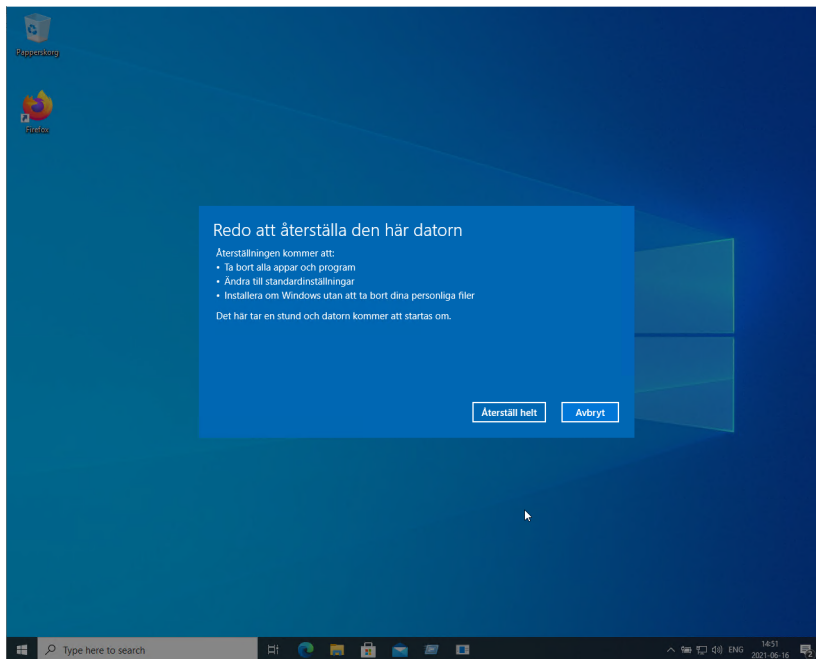 Papperskorg
Firefox
Redo att återställa den här datorn
Återställningen kommer att:
• Ta bort alla appar och program
• Ändra till standardinställningar
• Installera om Windows utan att ta bort dina personliga filer
Det här tar en stund och datorn kommer att startas om.
Återställ helt
Avbryt
Type here to search
ENG
14:51
2021-06-16
2